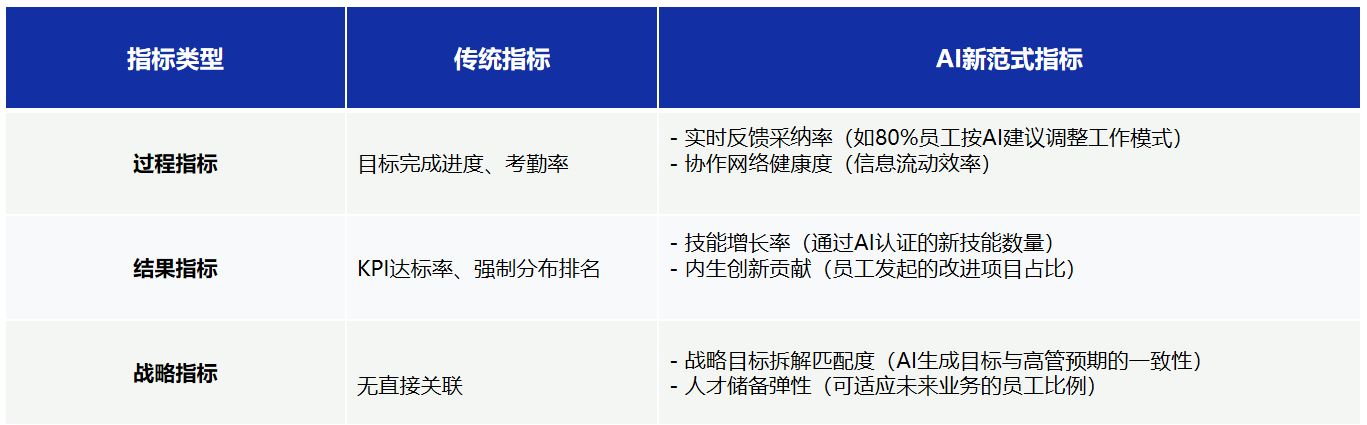 指标类型
传统指标
AI新范式指标
过程指标
目标完成进度、考勤率
- 实时反馈采纳率（如80%员工按AI建议调整工作模式）
- 协作网络健康度（信息流动效率）
结果指标
KPI达标率、强制分布排名
- 技能增长率（通过AI认证的新技能数量）
- 内生创新贡献（员工发起的改进项目占比）
战略指标
无直接关联
- 战略目标拆解匹配度（AI生成目标与高管预期的一致性）
- 人才储备弹性（可适应未来业务的员工比例）